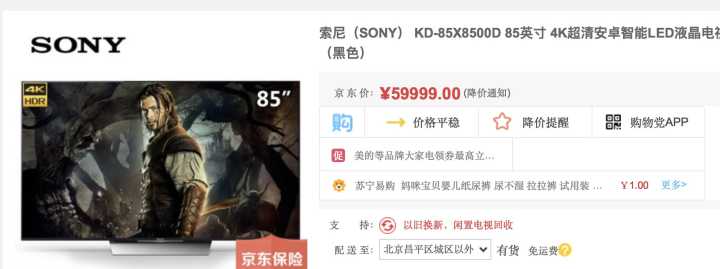 SONY
4K
HDR
85”
京东保险
索尼（SONY） KD-85X8500D 85英寸 4K超清安卓智能LED液晶电视
（黑色）
京 东 价： ¥59999.00 (降价通知)
购 价格平稳 降价提醒 购物党APP
促 美的等品牌大家电领券最高立...
苏宁易购 妈咪宝贝婴儿纸尿裤 尿不湿 拉拉裤 试用装 ... ¥1.00 更多>
支 持： 以旧换新、闲置电视回收
配 送 至： 北京昌平区城区以外 有货 免运费 ?